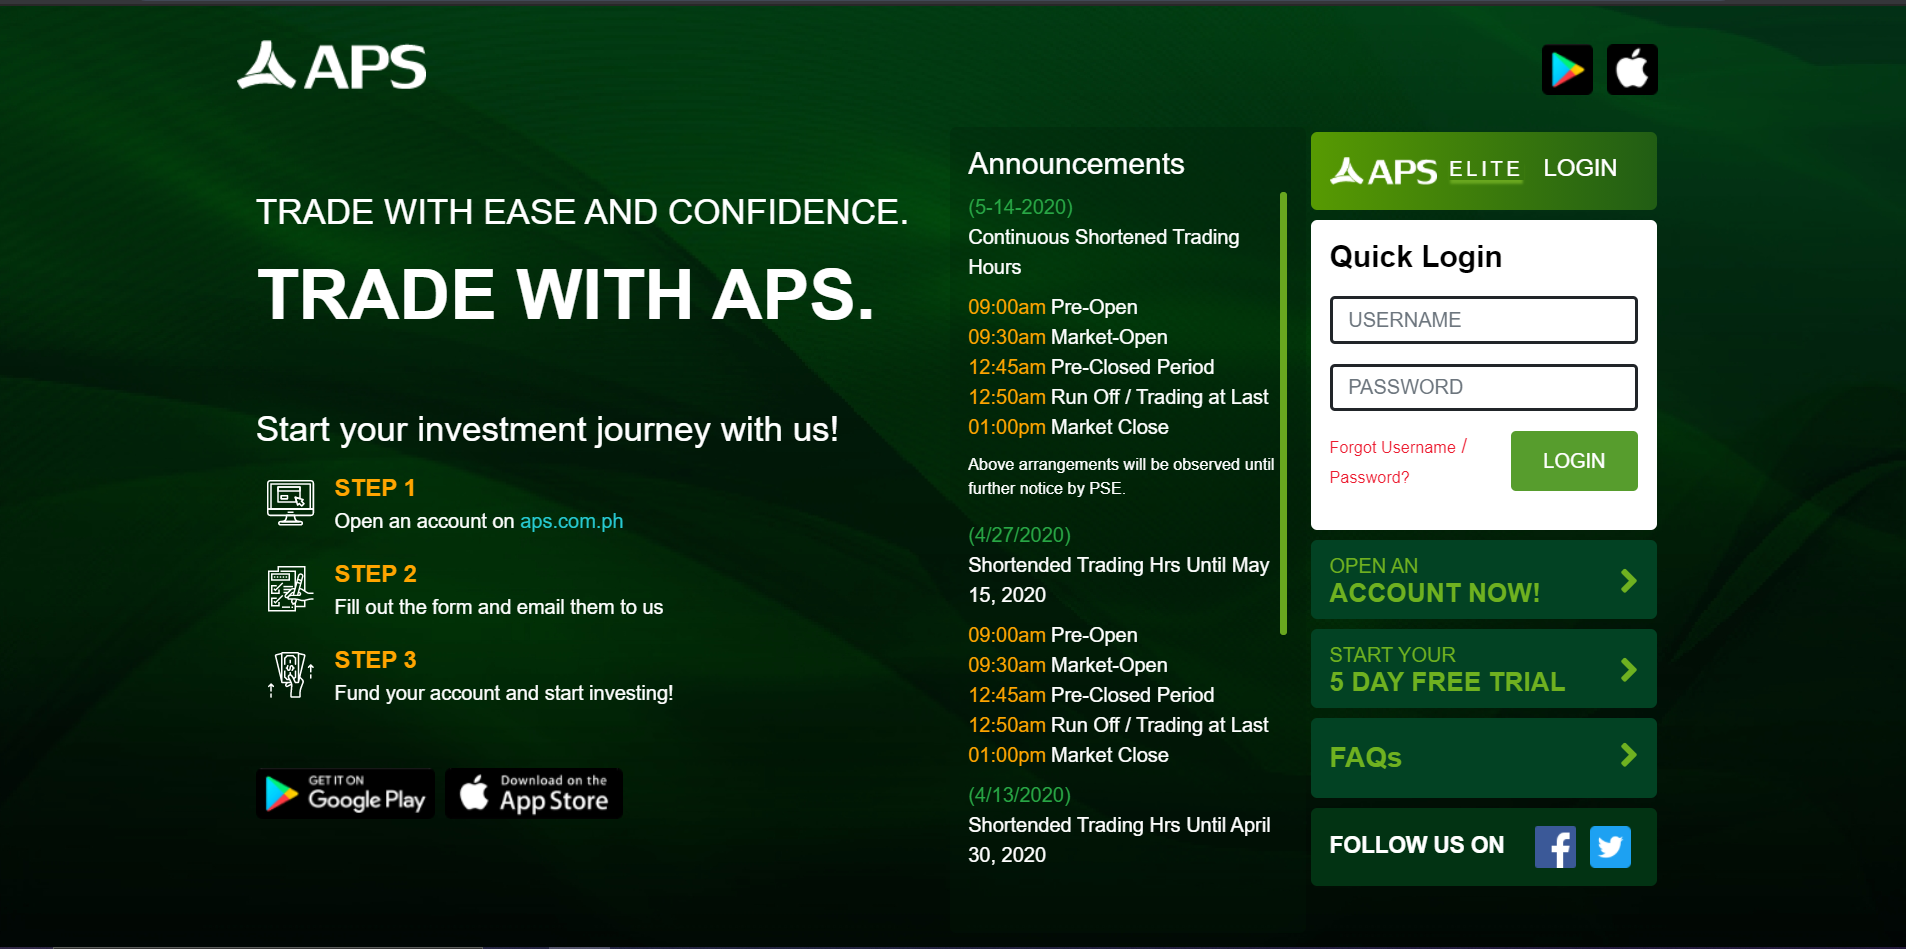 APS
TRADE WITH EASE AND CONFIDENCE.
TRADE WITH APS.
Start your investment journey with us!
STEP 1
Open an account on aps.com.ph
STEP 2
Fill out the form and email them to us
STEP 3
Fund your account and start investing!
GET IT ON
Google Play
Download on the
App Store
Announcements
(5-14-2020)
Continuous Shortened Trading
Hours
09:00am Pre-Open
09:30am Market-Open
12:45am Pre-Closed Period
12:50am Run Off / Trading at Last
01:00pm Market Close
Above arrangements will be observed until
further notice by PSE.
(4/27/2020)
Shortended Trading Hrs Until May
15, 2020
09:00am Pre-Open
09:30am Market-Open
12:45am Pre-Closed Period
12:50am Run Off / Trading at Last
01:00pm Market Close
(4/13/2020)
Shortended Trading Hrs Until April
30, 2020
APS ELITE LOGIN
Quick Login
USERNAME
PASSWORD
Forgot Username /
Password?
LOGIN
OPEN AN
ACCOUNT NOW!
START YOUR
5 DAY FREE TRIAL
FAQs
FOLLOW US ON